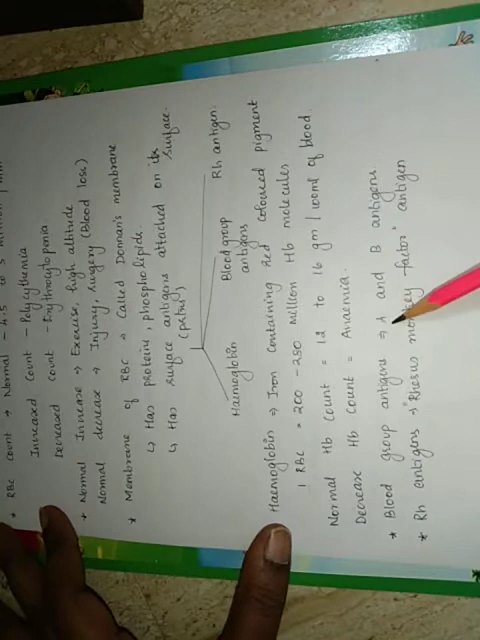 * RBC count → Normal - 4.5 to 5 million / mm
Increased count - Polycythemia
Decreased count - Erythrocytopenia
* Normal Increase → Exercise, high altitude
Normal decrease → Injury, surgery (Blood loss)
* Membrane of RBC → Called Donnan's membrane
↳ Has proteins, phospholipids
↳ Has surface antigens attached on its surface.
Haemoglobin
Blood group antigens
Rh antigen.
Haemoglobin ⇒ Iron containing Red coloured pigment
1 RBC = 200 - 280 million Hb molecules
Normal Hb count = 12 to 16 gm / 100ml of blood.
Decrease Hb count = Anaemia.
* Blood group antigens ⇒ A and B antigens.
* Rh antigens → "Rhesus monkey factor" antigen